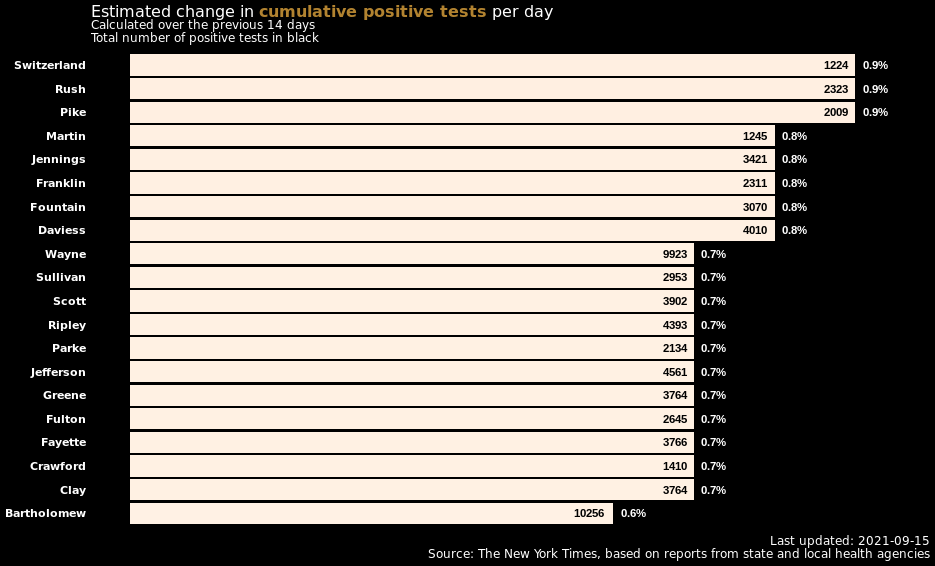 Estimated change in cumulative positive tests per day
Calculated over the previous 14 days
Total number of positive tests in black
Switzerland 1224 0.9%
Rush 2323 0.9%
Pike 2009 0.9%
Martin 1245 0.8%
Jennings 3421 0.8%
Franklin 2311 0.8%
Fountain 3070 0.8%
Daviess 4010 0.8%
Wayne 9923 0.7%
Sullivan 2953 0.7%
Scott 3902 0.7%
Ripley 4393 0.7%
Parke 2134 0.7%
Jefferson 4561 0.7%
Greene 3764 0.7%
Fulton 2645 0.7%
Fayette 3766 0.7%
Crawford 1410 0.7%
Clay 3764 0.7%
Bartholomew 10256 0.6%
Last updated: 2021-09-15
Source: The New York Times, based on reports from state and local health agencies